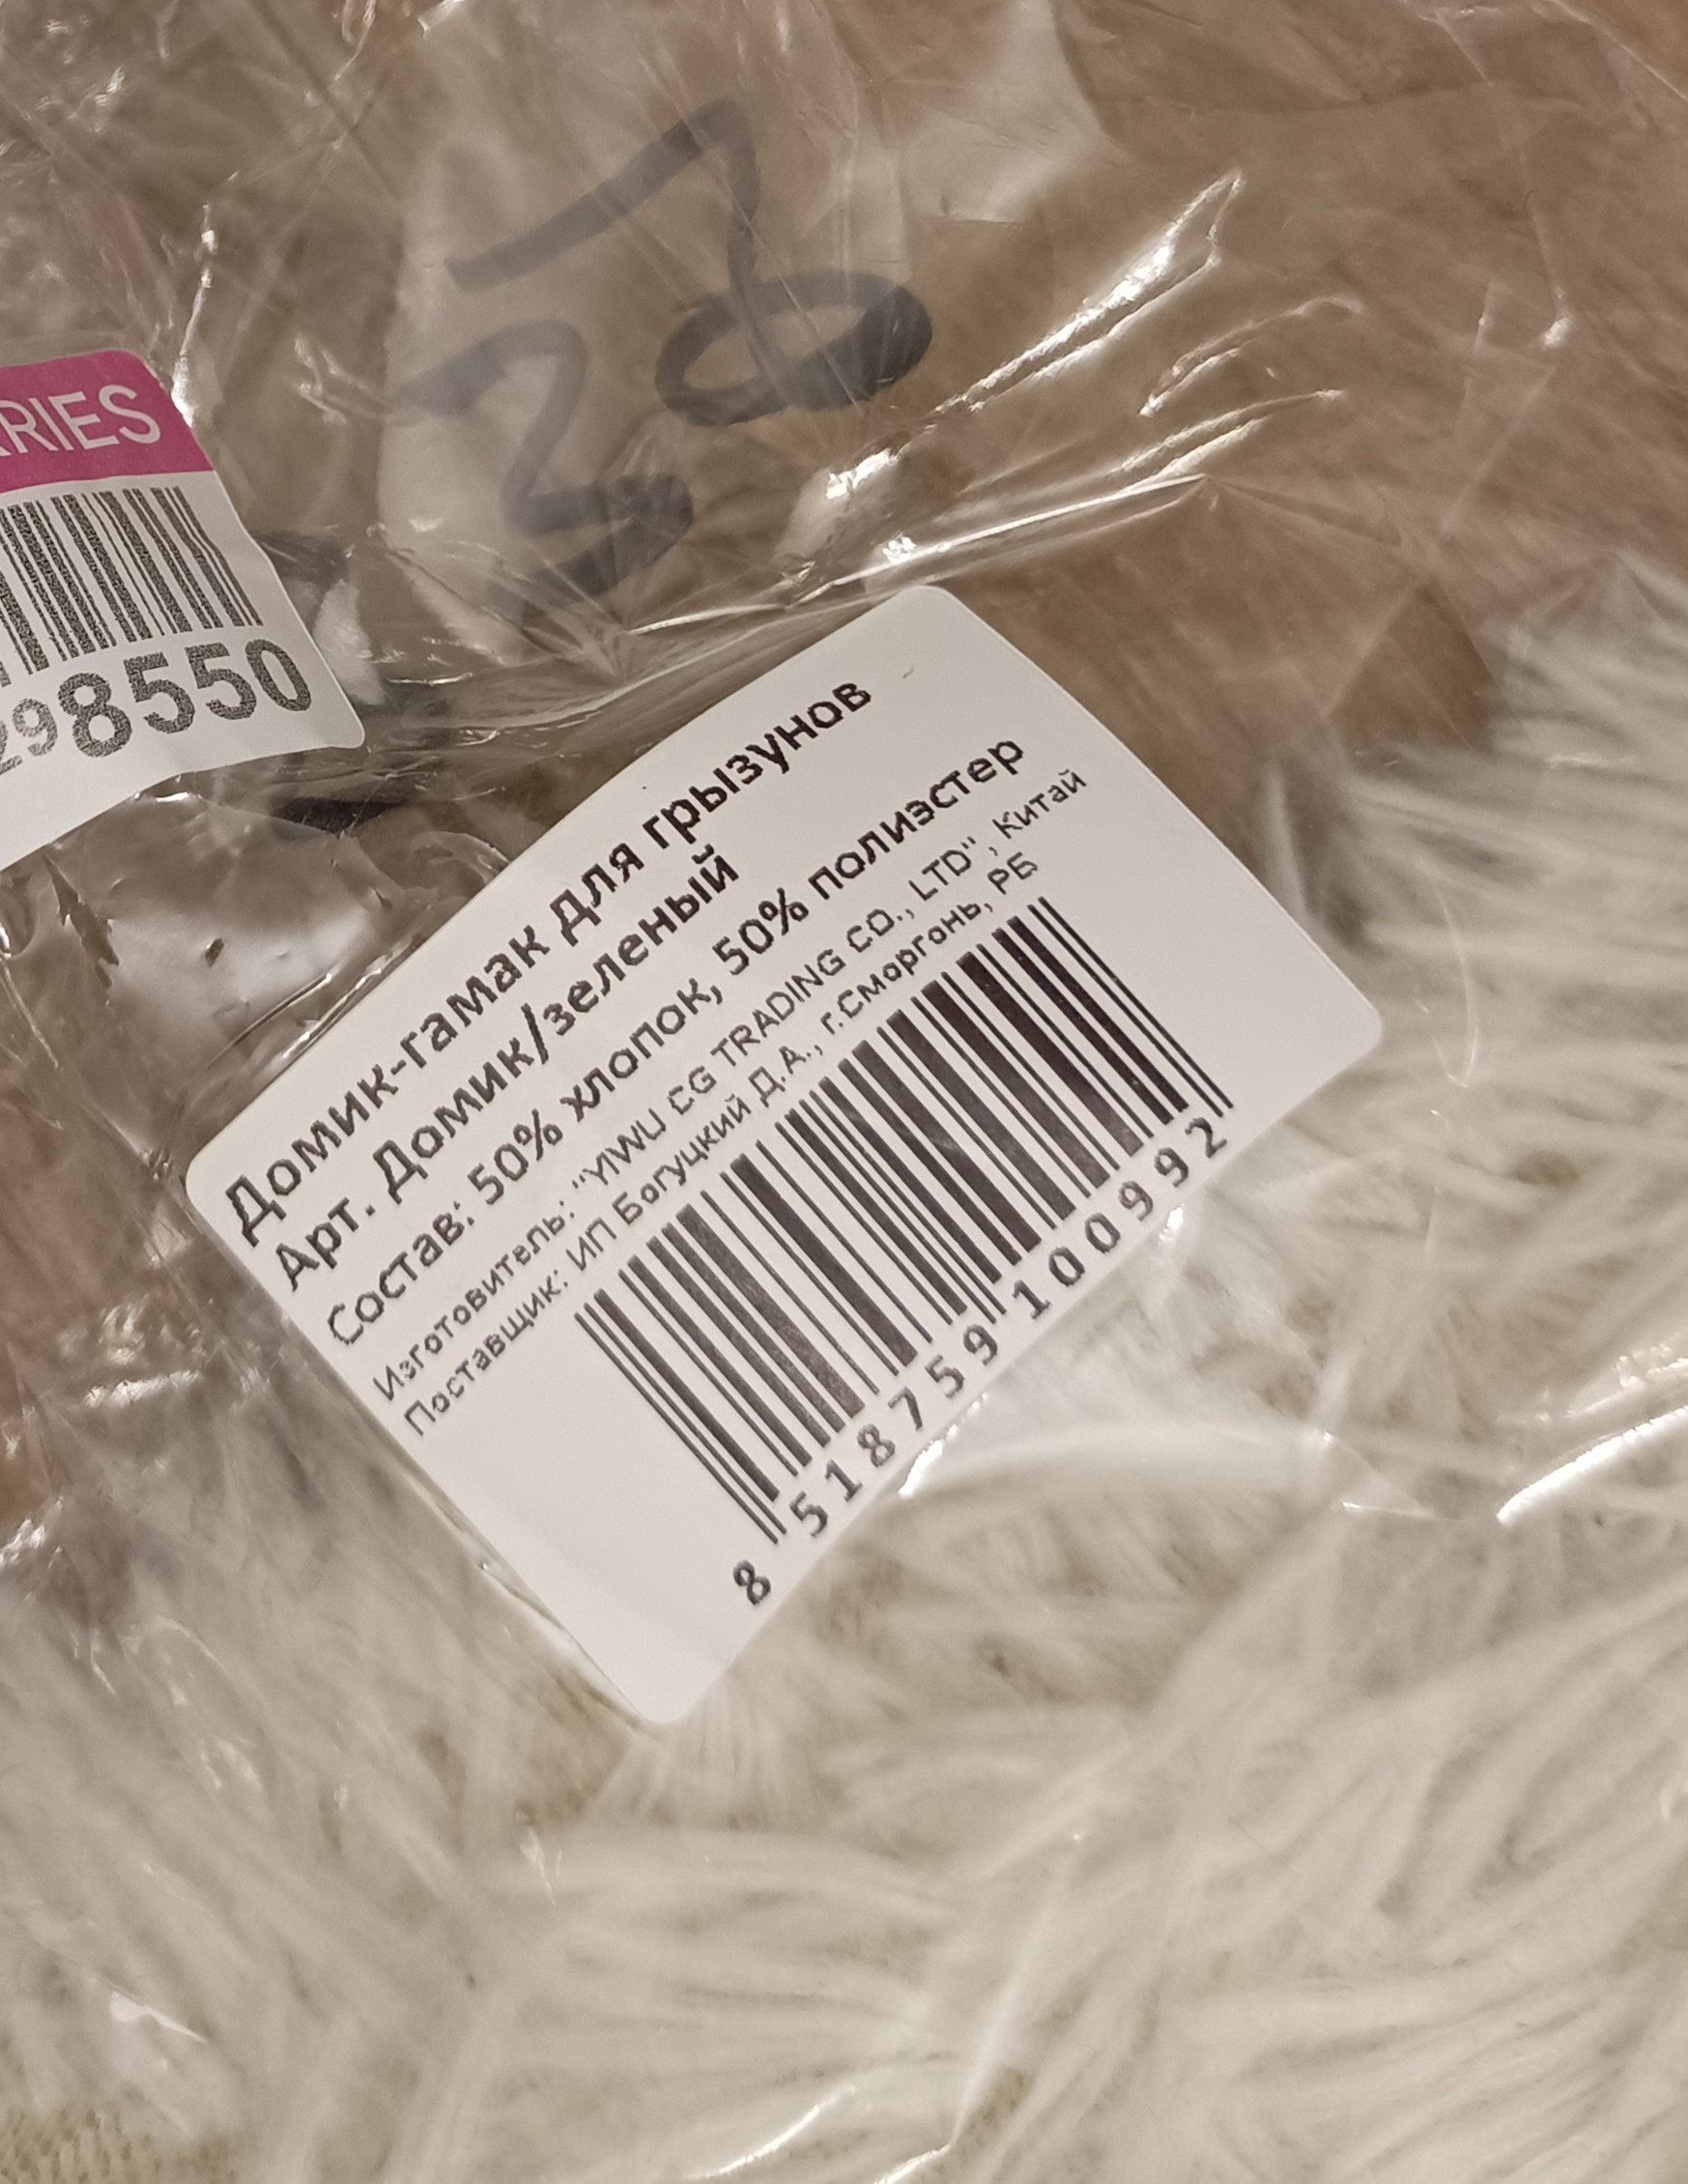 RRIES
298550
Домик-гамак для грызунов
Арт. Домик/зеленый
Состав: 50% хлопок, 50% полиэстер
Изготовитель: "YIWU CG TRADING CO., LTD", Китай
Поставщик: ИП Богуцкий Д.А., г.Сморгонь, РБ
8 518759 100992